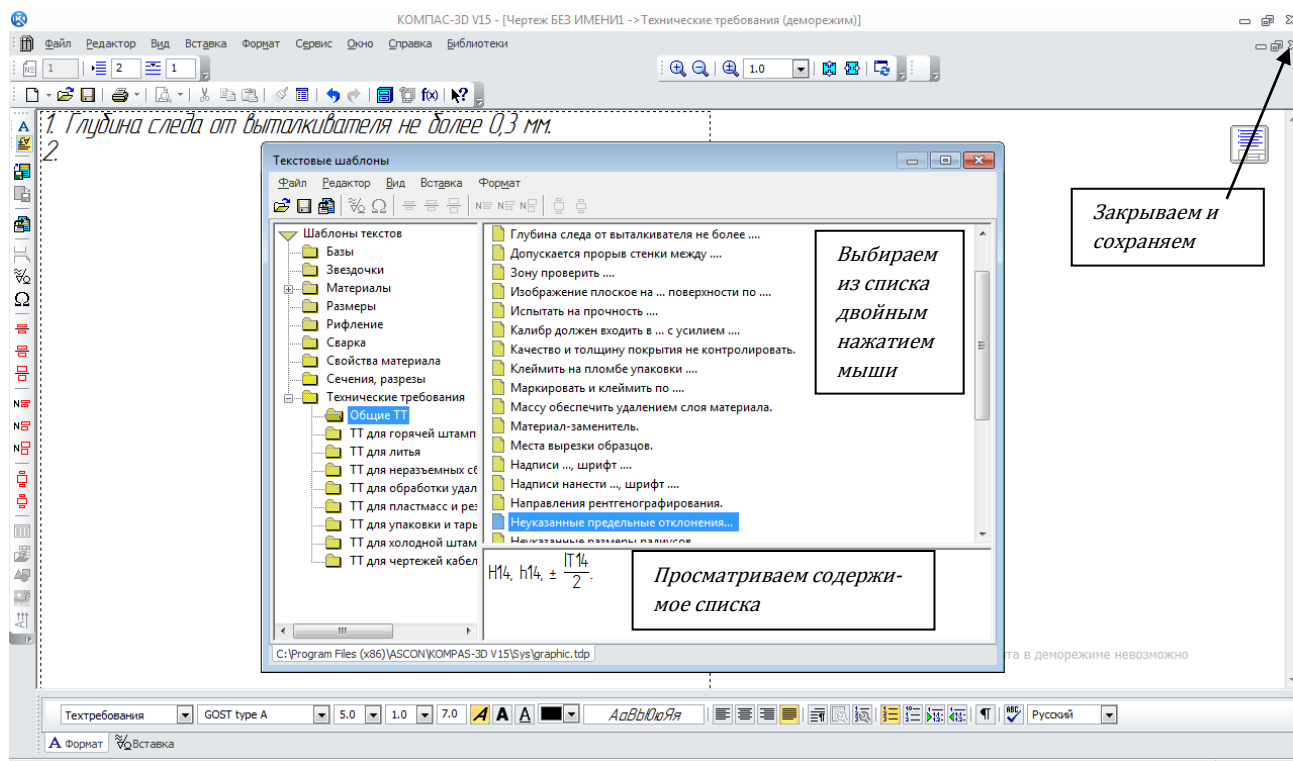 КОМПАС-3D V15 - [Чертеж БЕЗ ИМЕНИ1 ->Технические требования (деморежим)]
Файл Редактор Вид Вставка Формат Сервис Окно Справка Библиотеки
1 2 1 1.0
1. Глубина следа от выталкивателя не более 0,3 мм.
2.
Текстовые шаблоны
Файл Редактор Вид Вставка Формат
Шаблоны текстов
Базы
Звездочки
Материалы
Размеры
Рифление
Сварка
Свойства материала
Сечения, разрезы
Технические требования
Общие ТТ
ТТ для горячей штамп
ТТ для литья
ТТ для неразъемных сб
ТТ для обработки удал
ТТ для пластмасс и рез
ТТ для упаковки и тары
ТТ для холодной штам
ТТ для чертежей кабел
Глубина следа от выталкивателя не более ....
Допускается прорыв стенки между ....
Зону проверить ....
Изображение плоское на ... поверхности по ....
Испытать на прочность ....
Калибр должен входить в ... с усилием ....
Качество и толщину покрытия не контролировать.
Клеймить на пломбе упаковки ....
Маркировать и клеймить по ....
Массу обеспечить удалением слоя материала.
Материал-заменитель.
Места вырезки образцов.
Надписи ..., шрифт ....
Надписи нанести ..., шрифт ....
Направления рентгенографирования.
Неуказанные предельные отклонения...
Неуказанные размеры радиусов
H14, h14, ± IT14/2.
Выбираем
из списка
двойным
нажатием
мыши
Просматриваем содержи-
мое списка
Закрываем и
сохраняем
C:\Program Files (x86)\ASCON\KOMPAS-3D V15\Sys\graphic.tdp
та в деморежиме невозможно
Техтребования GOST type A 5.0 1.0 7.0 АаВbЮюЯя Русский
Формат Вставка